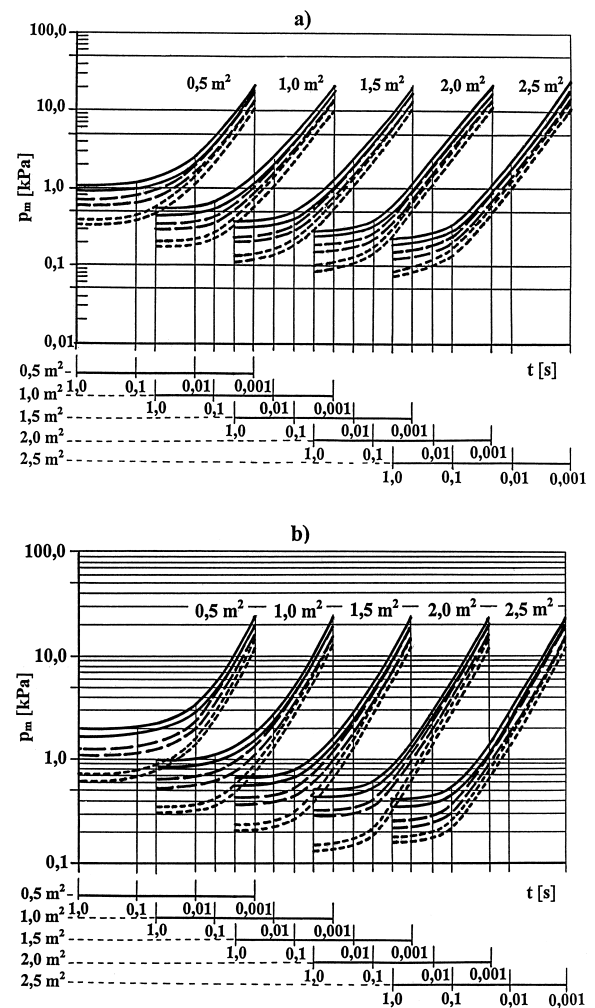 a)
100,0
0,5 m² 1,0 m² 1,5 m² 2,0 m² 2,5 m²
10,0
pₘ [kPa]
1,0
0,1
0,01
t [s]
0,5 m²
1,0 0,1 0,01 0,001
1,0 m²
1,0 0,1 0,01 0,001
1,5 m²
1,0 0,1 0,01 0,001
2,0 m²
1,0 0,1 0,01 0,001
2,5 m²
1,0 0,1 0,01 0,001
b)
100,0
0,5 m² 1,0 m² 1,5 m² 2,0 m² 2,5 m²
10,0
pₘ [kPa]
1,0
0,1
t [s]
0,5 m²
1,0 0,1 0,01 0,001
1,0 m²
1,0 0,1 0,01 0,001
1,5 m²
1,0 0,1 0,01 0,001
2,0 m²
1,0 0,1 0,01 0,001
2,5 m²
1,0 0,1 0,01 0,001